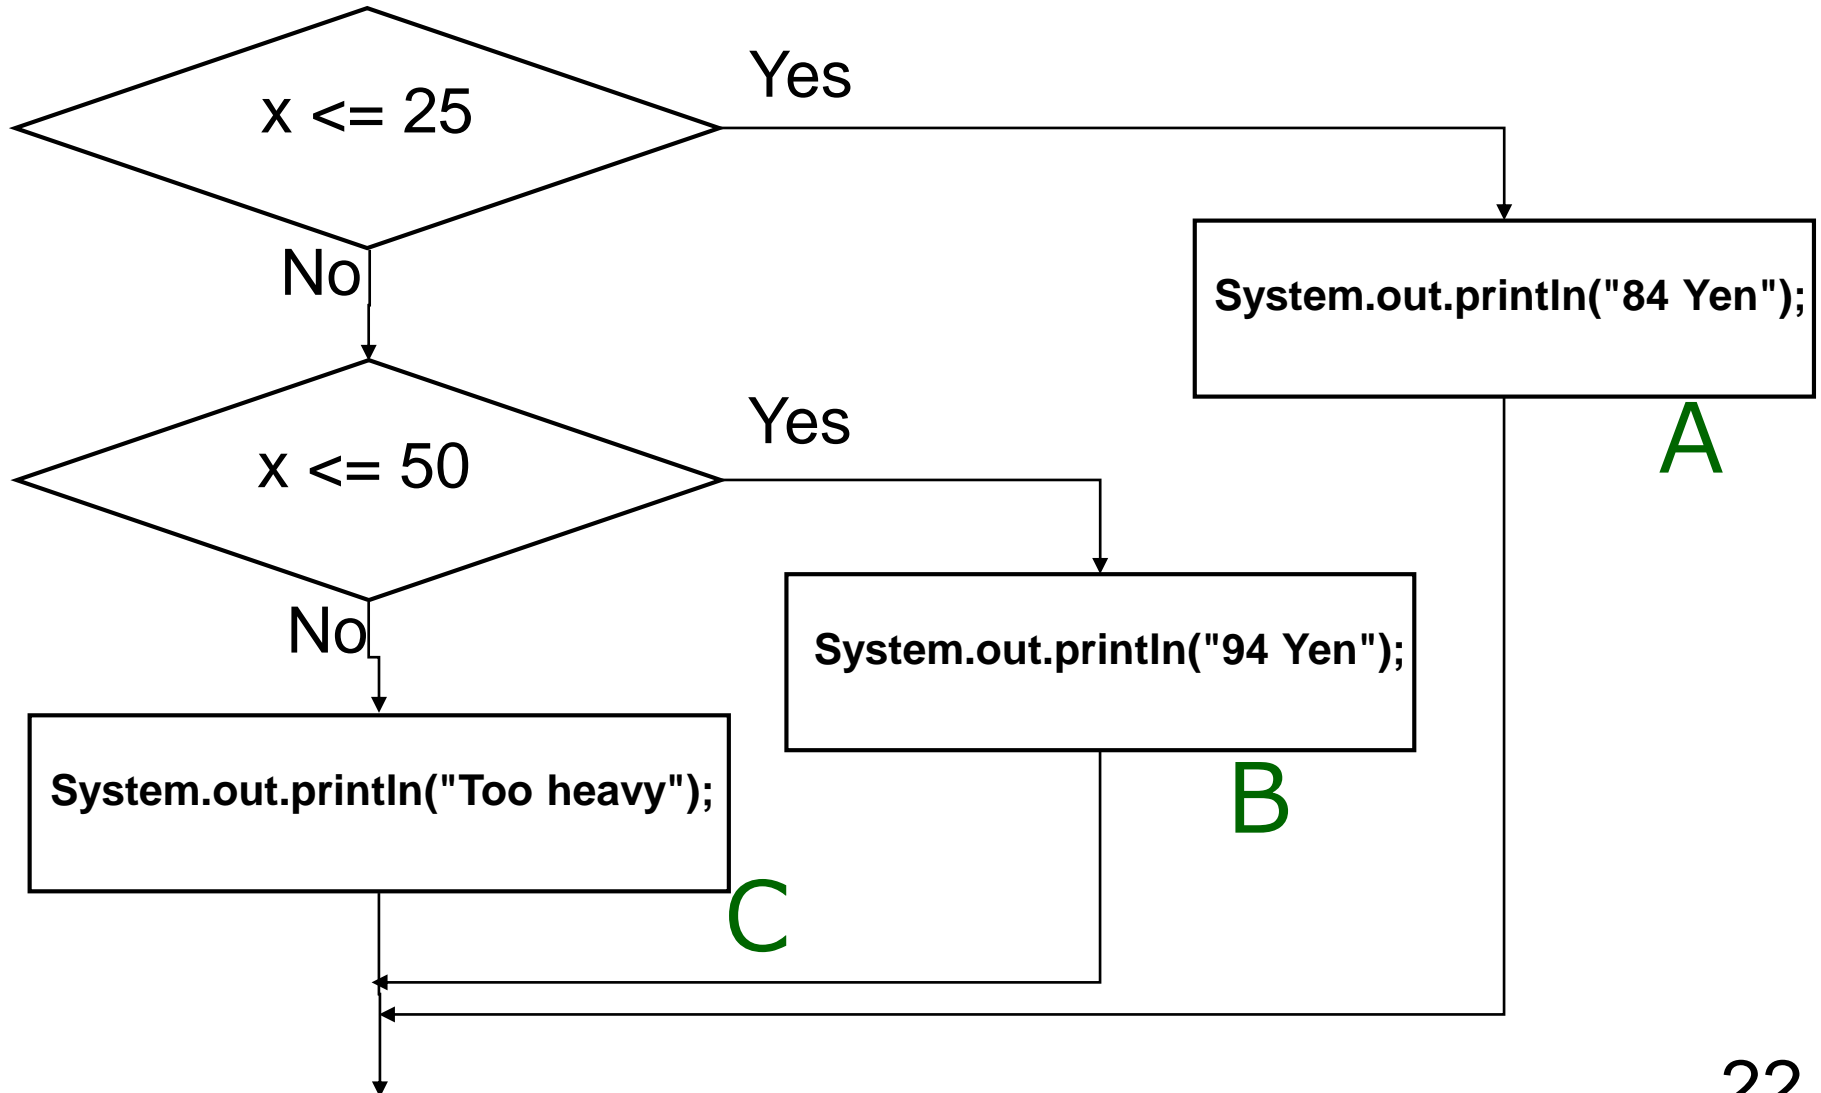 x <= 25
Yes
No
System.out.println("84 Yen");
A
x <= 50
Yes
No
System.out.println("94 Yen");
B
System.out.println("Too heavy");
C
22